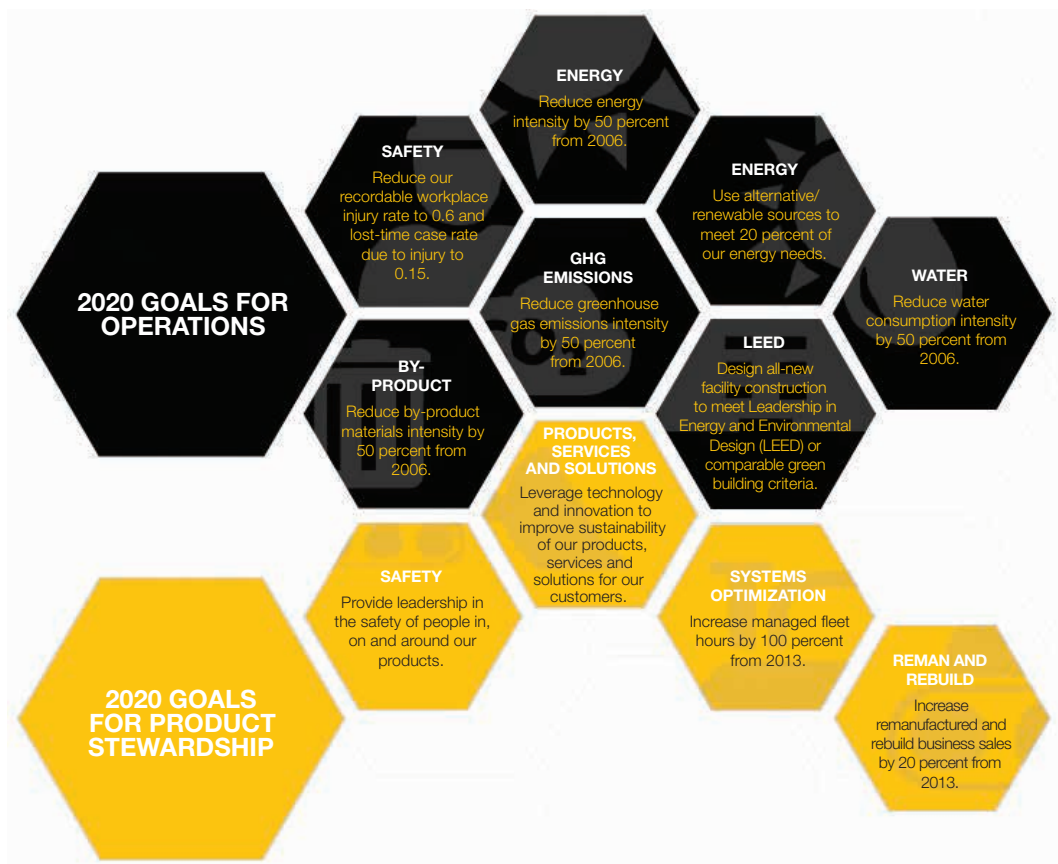 2020 GOALS FOR
OPERATIONS
SAFETY
Reduce our
recordable workplace
injury rate to 0.6 and
lost-time case rate
due to injury to
0.15.
ENERGY
Reduce energy
intensity by 50 percent
from 2006.
ENERGY
Use alternative/
renewable sources to
meet 20 percent of
our energy needs.
WATER
Reduce water
consumption intensity
by 50 percent from
2006.
BY-
PRODUCT
Reduce by-product
materials intensity by
50 percent from
2006.
GHG
EMISSIONS
Reduce greenhouse
gas emissions intensity
by 50 percent
from 2006.
LEED
Design all-new
facility construction
to meet Leadership in
Energy and Environmental
Design (LEED) or
comparable green
building criteria.
2020 GOALS
FOR PRODUCT
STEWARDSHIP
SAFETY
Provide leadership in
the safety of people in,
on and around our
products.
PRODUCTS,
SERVICES
AND SOLUTIONS
Leverage technology
and innovation to
improve sustainability
of our products,
services and
solutions for our
customers.
SYSTEMS
OPTIMIZATION
Increase managed fleet
hours by 100 percent
from 2013.
REMAN AND
REBUILD
Increase
remanufactured and
rebuild business sales
by 20 percent from
2013.